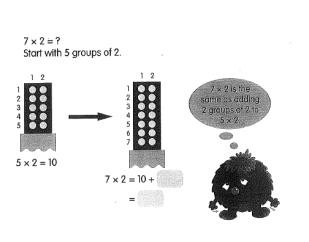 7 × 2 = ?
Start with 5 groups of 2.
1 2
1
2
3
4
5
5 × 2 = 10
1 2
1
2
3
4
5
6
7
7 × 2 = 10 +
=
7 × 2 is the
same as adding
2 groups of 2 to
5 × 2.